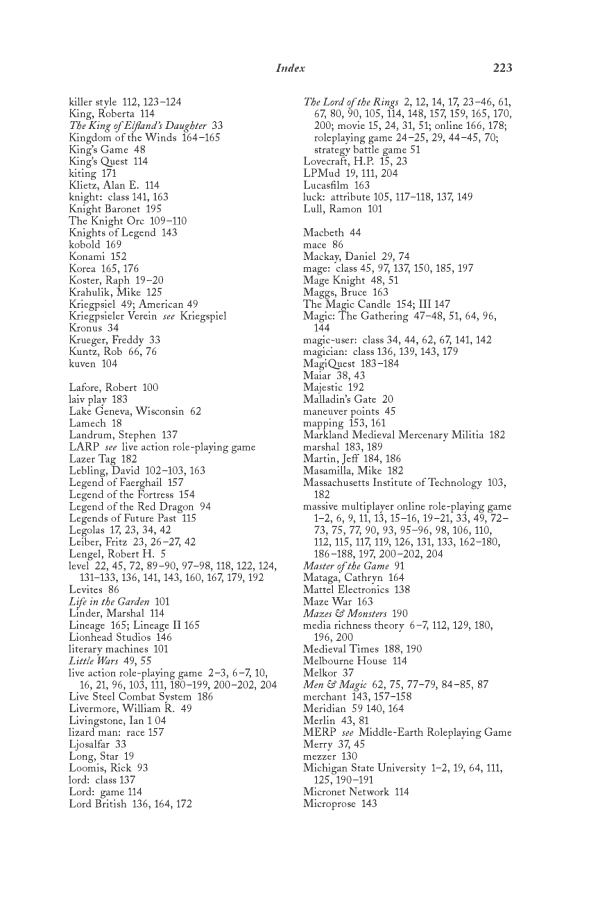 Index 223
killer style 112, 123–124
King, Roberta 114
The King of Elfland's Daughter 33
Kingdom of the Winds 164–165
King's Game 48
King's Quest 114
kiting 171
Klietz, Alan E. 114
knight: class 141, 163
Knight Baronet 195
The Knight Orc 109–110
Knights of Legend 143
kobold 169
Konami 152
Korea 165, 176
Koster, Raph 19–20
Krahulik, Mike 125
Kriegspiel 49; American 49
Kriegspieler Verein see Kriegspiel
Kronus 34
Krueger, Freddy 33
Kuntz, Rob 66, 76
kuven 104
Lafore, Robert 100
laiv play 183
Lake Geneva, Wisconsin 62
Lamech 18
Landrum, Stephen 137
LARP see live action role-playing game
Lazer Tag 182
Lebling, David 102–103, 163
Legend of Faerghail 157
Legend of the Fortress 154
Legend of the Red Dragon 94
Legends of Future Past 115
Legolas 17, 23, 34, 42
Leiber, Fritz 23, 26–27, 42
Lengel, Robert H. 5
level 22, 45, 72, 89–90, 97–98, 118, 122, 124,
131–133, 136, 141, 143, 160, 167, 179, 192
Levites 86
Life in the Garden 101
Linder, Marshal 114
Lineage 165; Lineage II 165
Lionhead Studios 146
literary machines 101
Little Wars 49, 55
live action role-playing game 2–3, 6–7, 10,
16, 21, 96, 103, 111, 180–199, 200–202, 204
Live Steel Combat System 186
Livermore, William R. 49
Livingstone, Ian 1 04
lizard man: race 157
Ljosalfar 33
Long, Star 19
Loomis, Rick 93
lord: class 137
Lord: game 114
Lord British 136, 164, 172
The Lord of the Rings 2, 12, 14, 17, 23–46, 61,
67, 80, 90, 105, 114, 148, 157, 159, 165, 170,
200; movie 15, 24, 31, 51; online 166, 178;
roleplaying game 24–25, 29, 44–45, 70;
strategy battle game 51
Lovecraft, H.P. 15, 23
LPMud 19, 111, 204
Lucasfilm 163
luck: attribute 105, 117–118, 137, 149
Lull, Ramon 101
Macbeth 44
mace 86
Mackay, Daniel 29, 74
mage: class 45, 97, 137, 150, 185, 197
Mage Knight 48, 51
Maggs, Bruce 163
The Magic Candle 154; III 147
Magic: The Gathering 47–48, 51, 64, 96,
144
magic-user: class 34, 44, 62, 67, 141, 142
magician: class 136, 139, 143, 179
MagiQuest 183–184
Maiar 38, 43
Majestic 192
Malladin's Gate 20
maneuver points 45
mapping 153, 161
Markland Medieval Mercenary Militia 182
marshal 183, 189
Martin, Jeff 184, 186
Masamilla, Mike 182
Massachusetts Institute of Technology 103,
182
massive multiplayer online role-playing game
1–2, 6, 9, 11, 13, 15–16, 19–21, 33, 49, 72–
73, 75, 77, 90, 93, 95–96, 98, 106, 110,
112, 115, 117, 119, 126, 131, 133, 162–180,
186–188, 197, 200–202, 204
Master of the Game 91
Mataga, Cathryn 164
Mattel Electronics 138
Maze War 163
Mazes & Monsters 190
media richness theory 6–7, 112, 129, 180,
196, 200
Medieval Times 188, 190
Melbourne House 114
Melkor 37
Men & Magic 62, 75, 77–79, 84–85, 87
merchant 143, 157–158
Meridian 59 140, 164
Merlin 43, 81
MERP see Middle-Earth Roleplaying Game
Merry 37, 45
mezzer 130
Michigan State University 1–2, 19, 64, 111,
125, 190–191
Micronet Network 114
Microprose 143